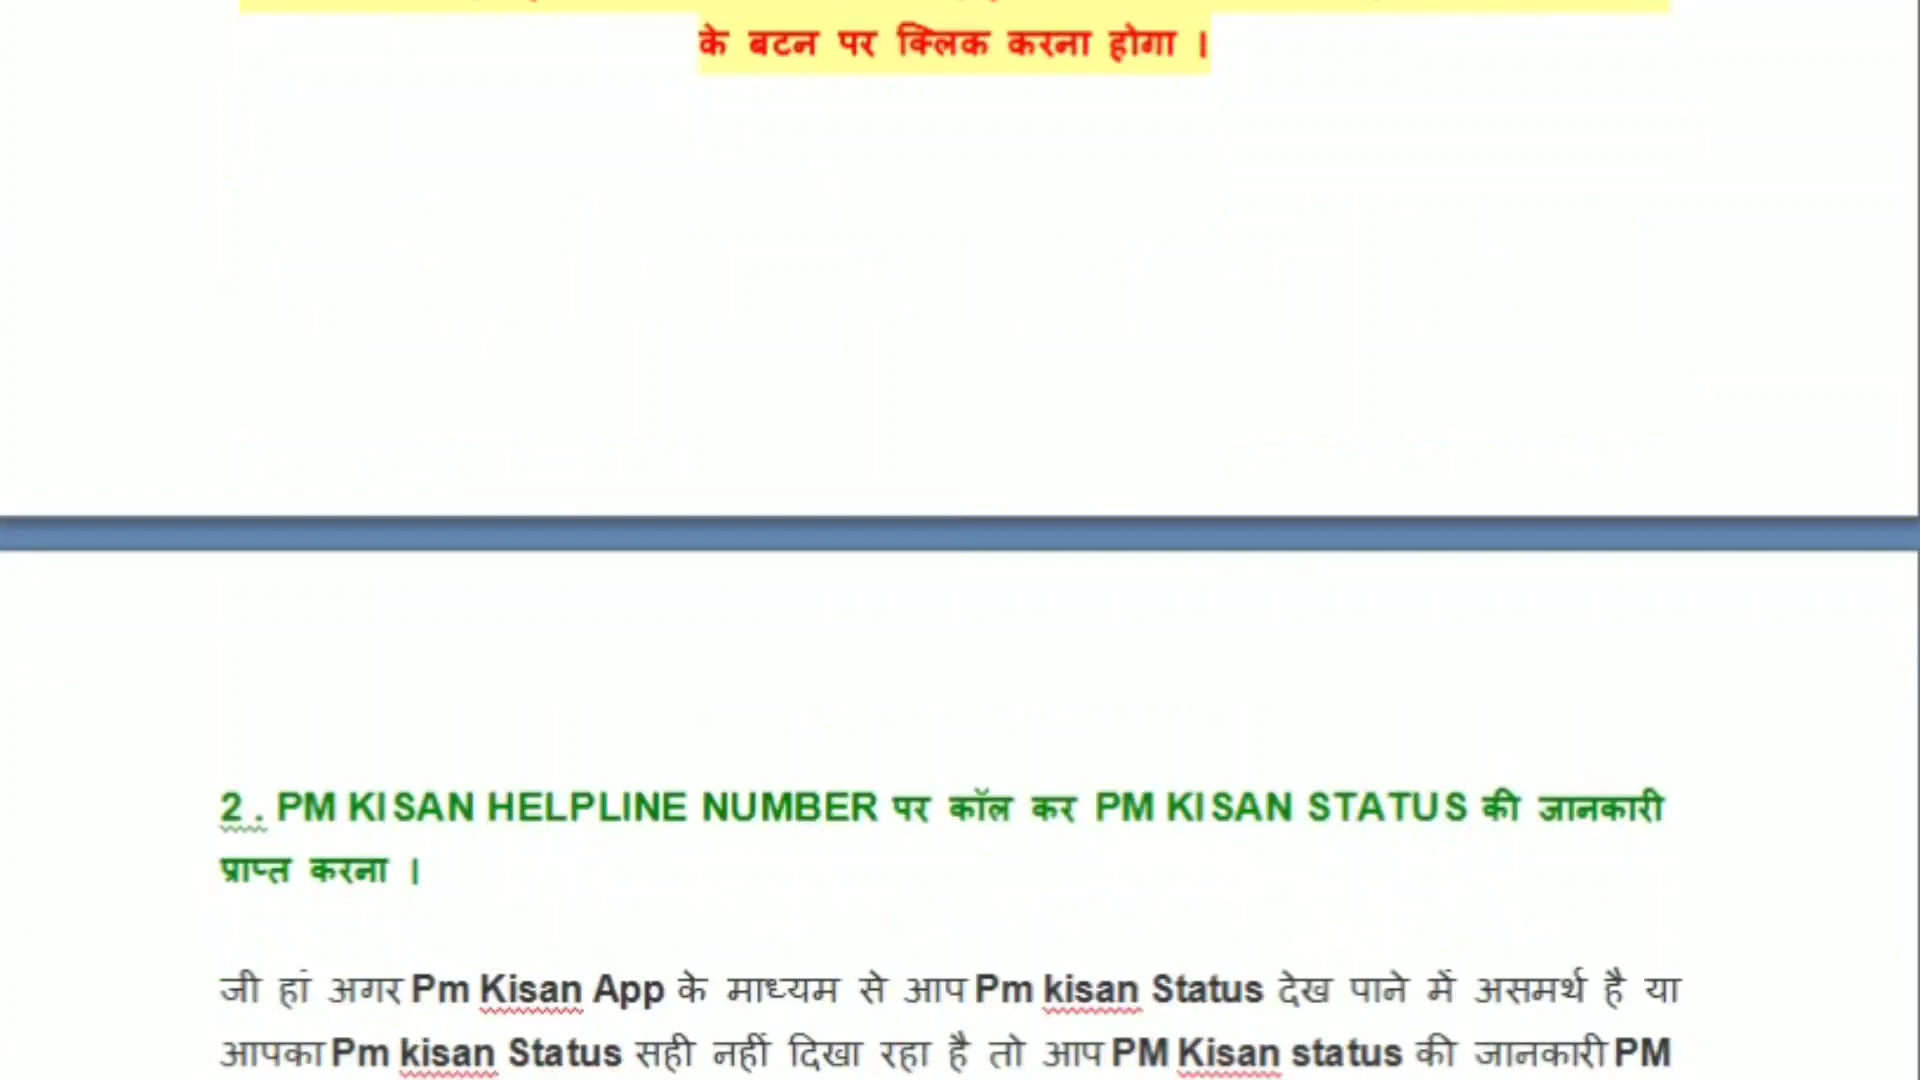 के बटन पर क्लिक करना होगा ।
2 . PM KISAN HELPLINE NUMBER पर कॉल कर PM KISAN STATUS की जानकारी
प्राप्त करना ।
जी हां अगर Pm Kisan App के माध्यम से आप Pm kisan Status देख पाने में असमर्थ है या
आपका Pm kisan Status सही नहीं दिखा रहा है तो आप PM Kisan status की जानकारी PM